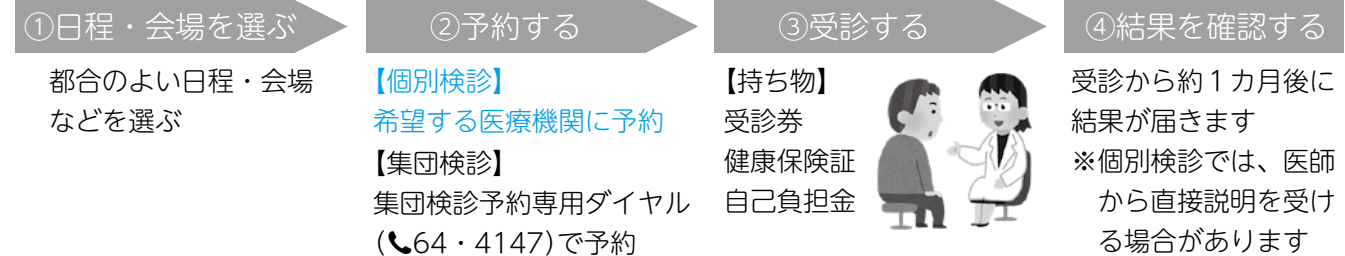 ①日程・会場を選ぶ
都合のよい日程・会場
などを選ぶ
②予約する
【個別検診】
希望する医療機関に予約
【集団検診】
集団検診予約専用ダイヤル
(📞64・4147)で予約
③受診する
【持ち物】
受診券
健康保険証
自己負担金
④結果を確認する
受診から約1カ月後に
結果が届きます
※個別検診では、医師
から直接説明を受け
る場合があります